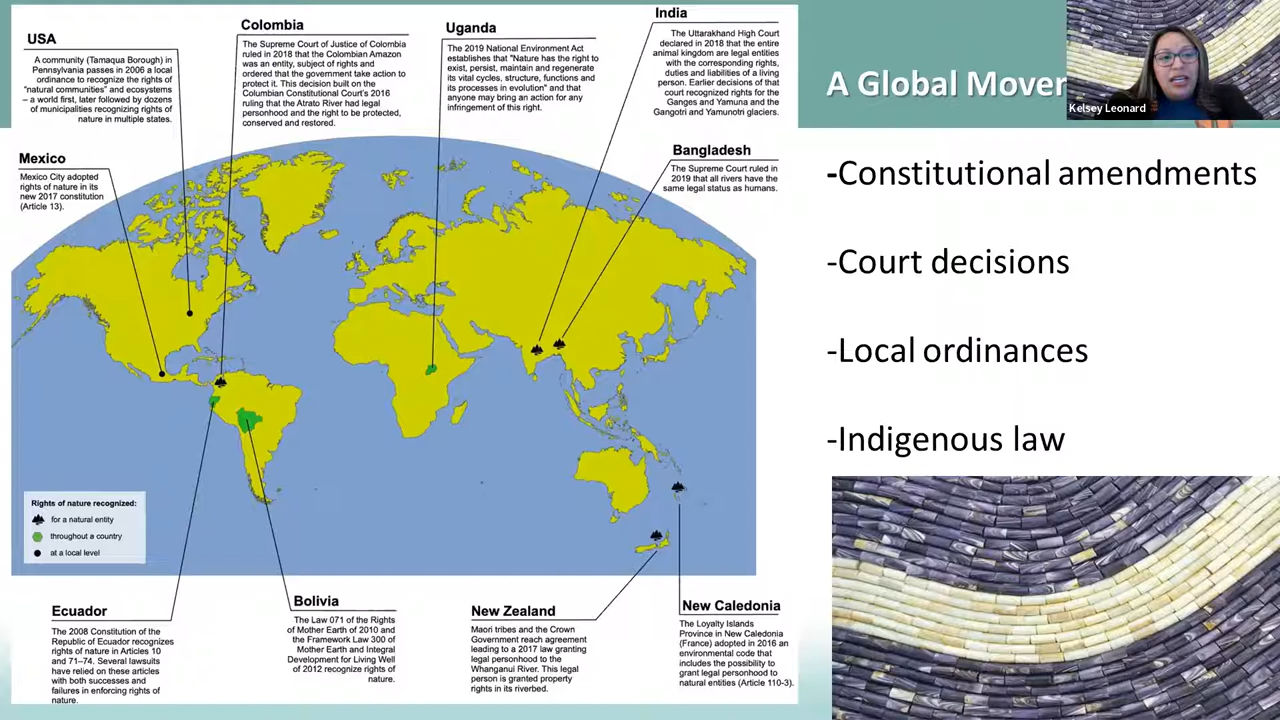 USA
A community (Tamaqua Borough) in
Pennsylvania passes in 2006 a local
ordinance to recognize the rights of
“natural communities” and ecosystems
– a world first, later followed by dozens
of municipalities recognizing rights of
nature in multiple states.
Colombia
The Supreme Court of Justice of Colombia
ruled in 2018 that the Colombian Amazon
was an entity, subject of rights and
ordered that the government take action to
protect it. This decision built on the
Columbian Constitutional Court’s 2016
ruling that the Atrato River had legal
personhood and the right to be protected,
conserved and restored.
Uganda
The 2019 National Environment Act
establishes that "Nature has the right to
exist, persist, maintain and regenerate
its vital cycles, structure, functions and
its processes in evolution" and that
anyone may bring an action for any
infringement of this right.
India
The Uttarakhand High Court
declared in 2018 that the entire
animal kingdom are legal entities
with the corresponding rights,
duties and liabilities of a living
person. Earlier decisions of that
court recognized rights for the
Ganges and Yamuna and the
Gangotri and Yamunotri glaciers.
Mexico
Mexico City adopted
rights of nature in its
new 2017 constitution
(Article 13).
Bangladesh
The Supreme Court ruled in
2019 that all rivers have the
same legal status as humans.
Rights of nature recognized:
for a natural entity
throughout a country
at a local level
Ecuador
The 2008 Constitution of the
Republic of Ecuador recognizes
rights of nature in Articles 10
and 71–74. Several lawsuits
have relied on these articles
with both successes and
failures in enforcing rights of
nature.
Bolivia
The Law 071 of the Rights
of Mother Earth of 2010 and
the Framework Law 300 of
Mother Earth and Integral
Development for Living Well
of 2012 recognize rights of
nature.
New Zealand
Maori tribes and the Crown
Government reach agreement
leading to a 2017 law granting
legal personhood to the
Whanganui River. This legal
person is granted property
rights in its riverbed.
New Caledonia
The Loyalty Islands
Province in New Caledonia
(France) adopted in 2016 an
environmental code that
includes the possibility to
grant legal personhood to
natural entities (Article 110-3).
A Global Mover
Kelsey Leonard
-Constitutional amendments
-Court decisions
-Local ordinances
-Indigenous law